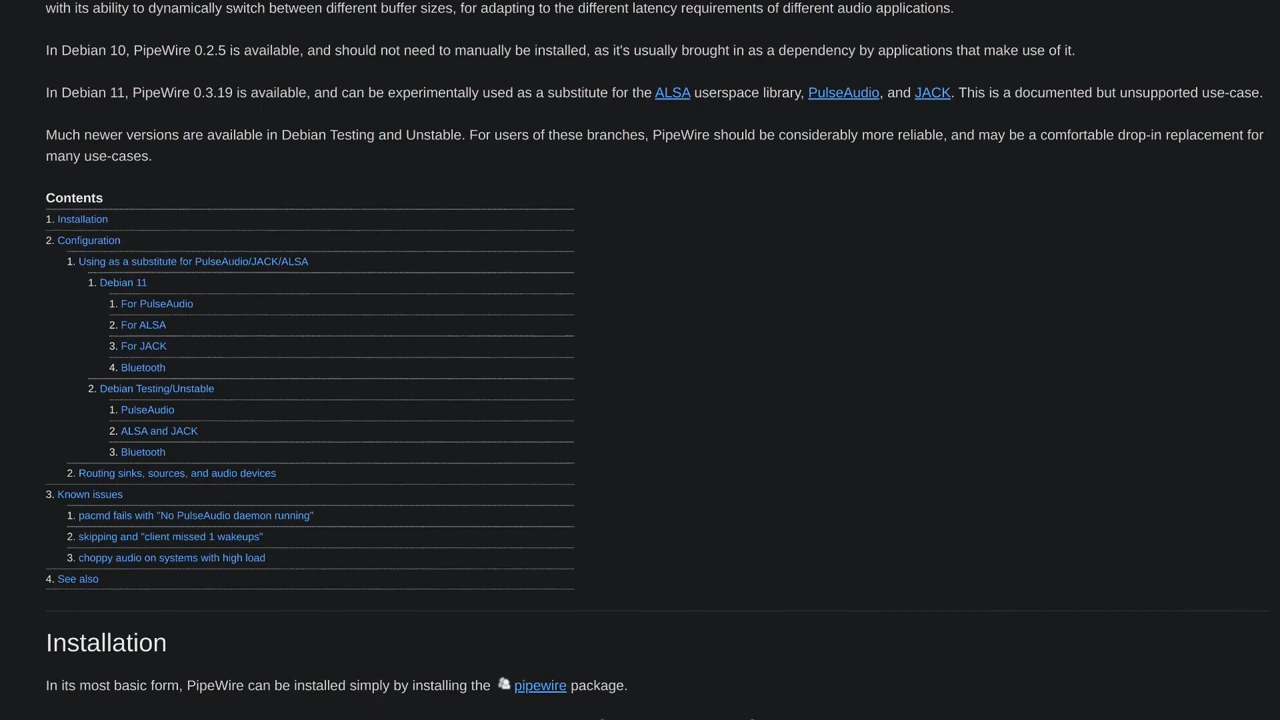 with its ability to dynamically switch between different buffer sizes, for adapting to the different latency requirements of different audio applications.
In Debian 10, PipeWire 0.2.5 is available, and should not need to manually be installed, as it's usually brought in as a dependency by applications that make use of it.
In Debian 11, PipeWire 0.3.19 is available, and can be experimentally used as a substitute for the ALSA userspace library, PulseAudio, and JACK. This is a documented but unsupported use-case.
Much newer versions are available in Debian Testing and Unstable. For users of these branches, PipeWire should be considerably more reliable, and may be a comfortable drop-in replacement for
many use-cases.
Contents
1. Installation
2. Configuration
1. Using as a substitute for PulseAudio/JACK/ALSA
1. Debian 11
1. For PulseAudio
2. For ALSA
3. For JACK
4. Bluetooth
2. Debian Testing/Unstable
1. PulseAudio
2. ALSA and JACK
3. Bluetooth
2. Routing sinks, sources, and audio devices
3. Known issues
1. pacmd fails with "No PulseAudio daemon running"
2. skipping and "client missed 1 wakeups"
3. choppy audio on systems with high load
4. See also
Installation
In its most basic form, PipeWire can be installed simply by installing the pipewire package.